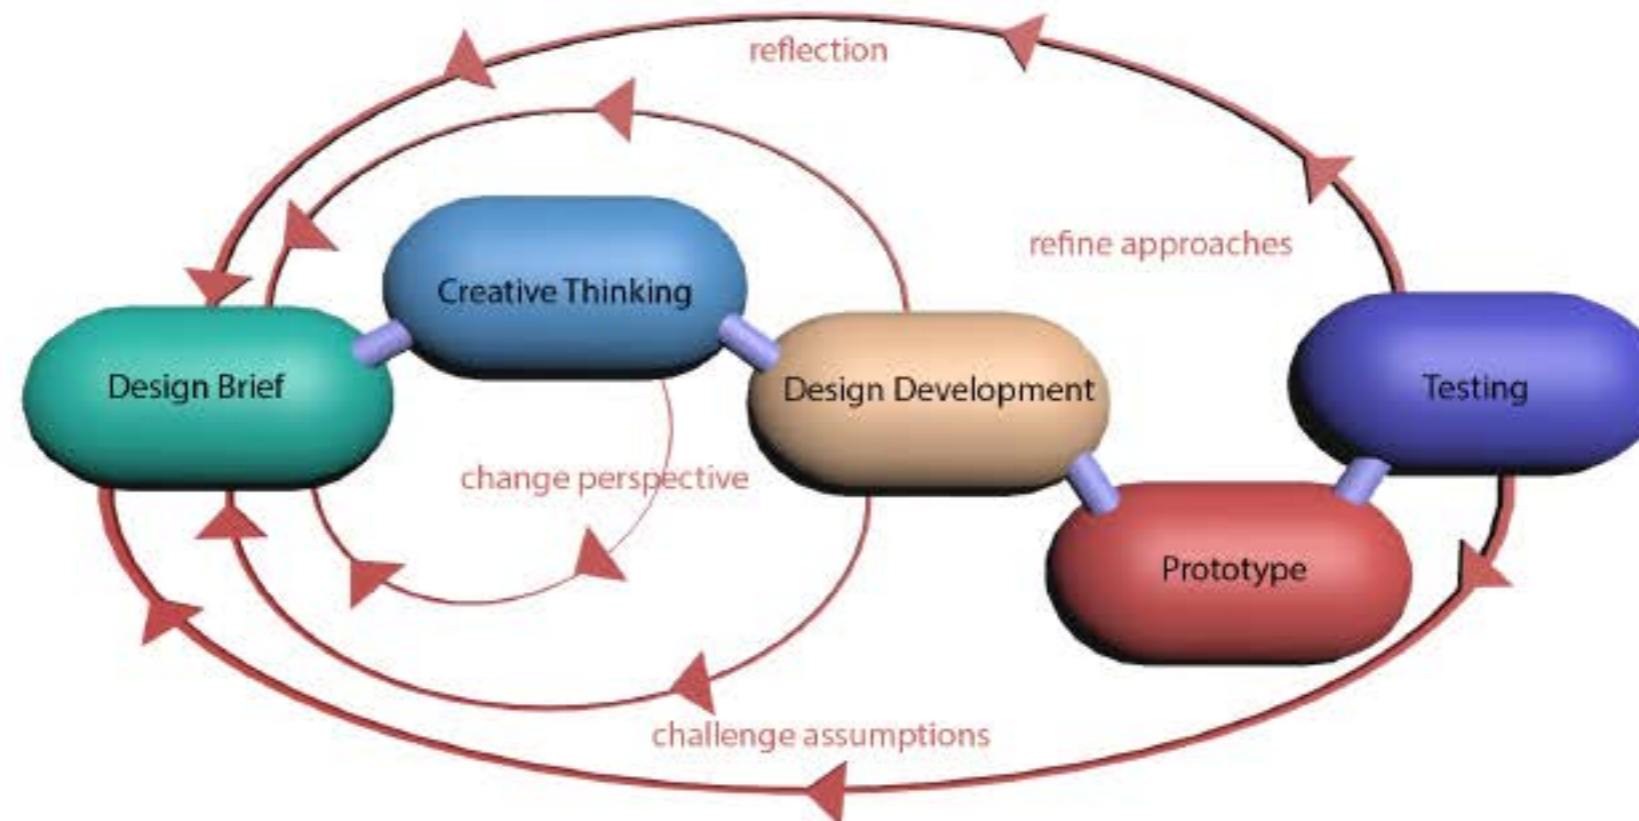 reflection
refine approaches
Creative Thinking
Design Brief
Design Development
Testing
change perspective
Prototype
challenge assumptions